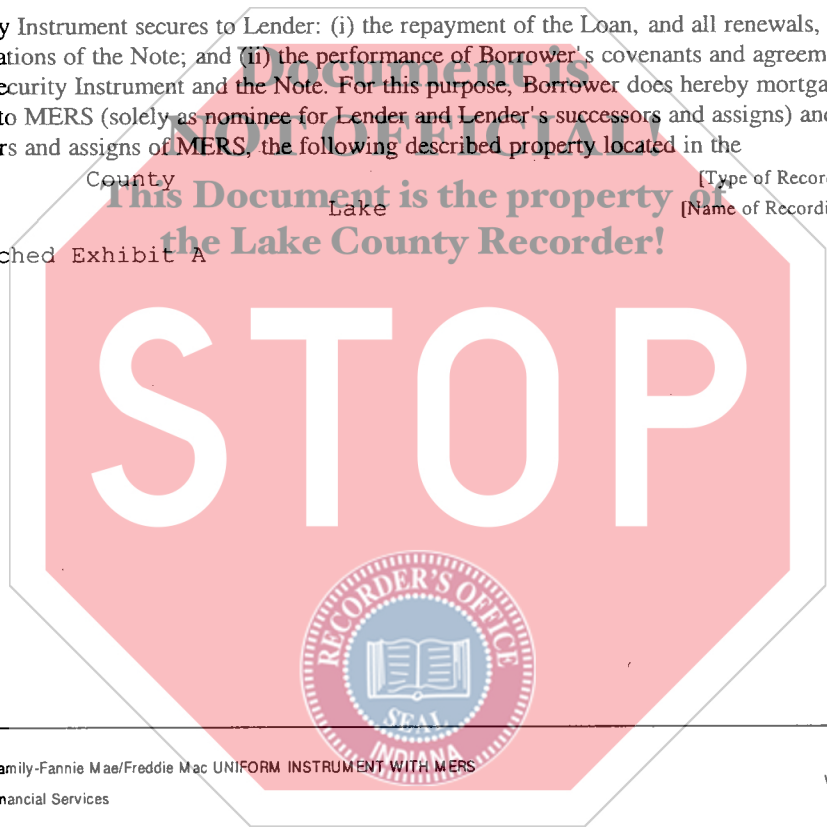 y Instrument secures to Lender: (i) the repayment of the Loan, and all renewals,
ations of the Note; and (ii) the performance of Borrower's covenants and agreem
ecurity Instrument and the Note. For this purpose, Borrower does hereby mortga
to MERS (solely as nominee for Lender and Lender's successors and assigns) and
rs and assigns of MERS, the following described property located in the
Document is
NOT OFFICIAL!
This Document is the property of
the Lake County Recorder!
County [Type of Recor
Lake [Name of Recordi
ched Exhibit A
STOP
RECORDER'S OFFICE
SEAL
INDIANA
amily-Fannie Mae/Freddie Mac UNIFORM INSTRUMENT WITH MERS
nancial Services